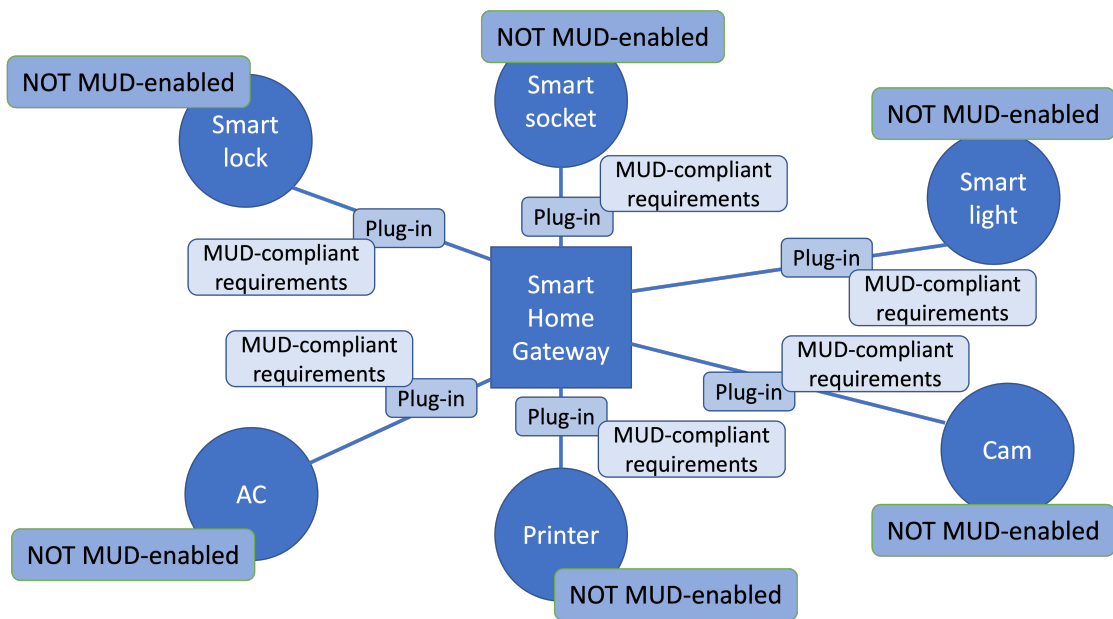 NOT MUD-enabled
Smart
socket
NOT MUD-enabled
Smart
lock
NOT MUD-enabled
Smart
light
MUD-compliant
requirements
Plug-in
Plug-in
MUD-compliant
requirements
Plug-in
MUD-compliant
requirements
Smart
Home
Gateway
MUD-compliant
requirements
Plug-in
MUD-compliant
requirements
Plug-in
Plug-in
MUD-compliant
requirements
AC
NOT MUD-enabled
Printer
NOT MUD-enabled
Cam
NOT MUD-enabled